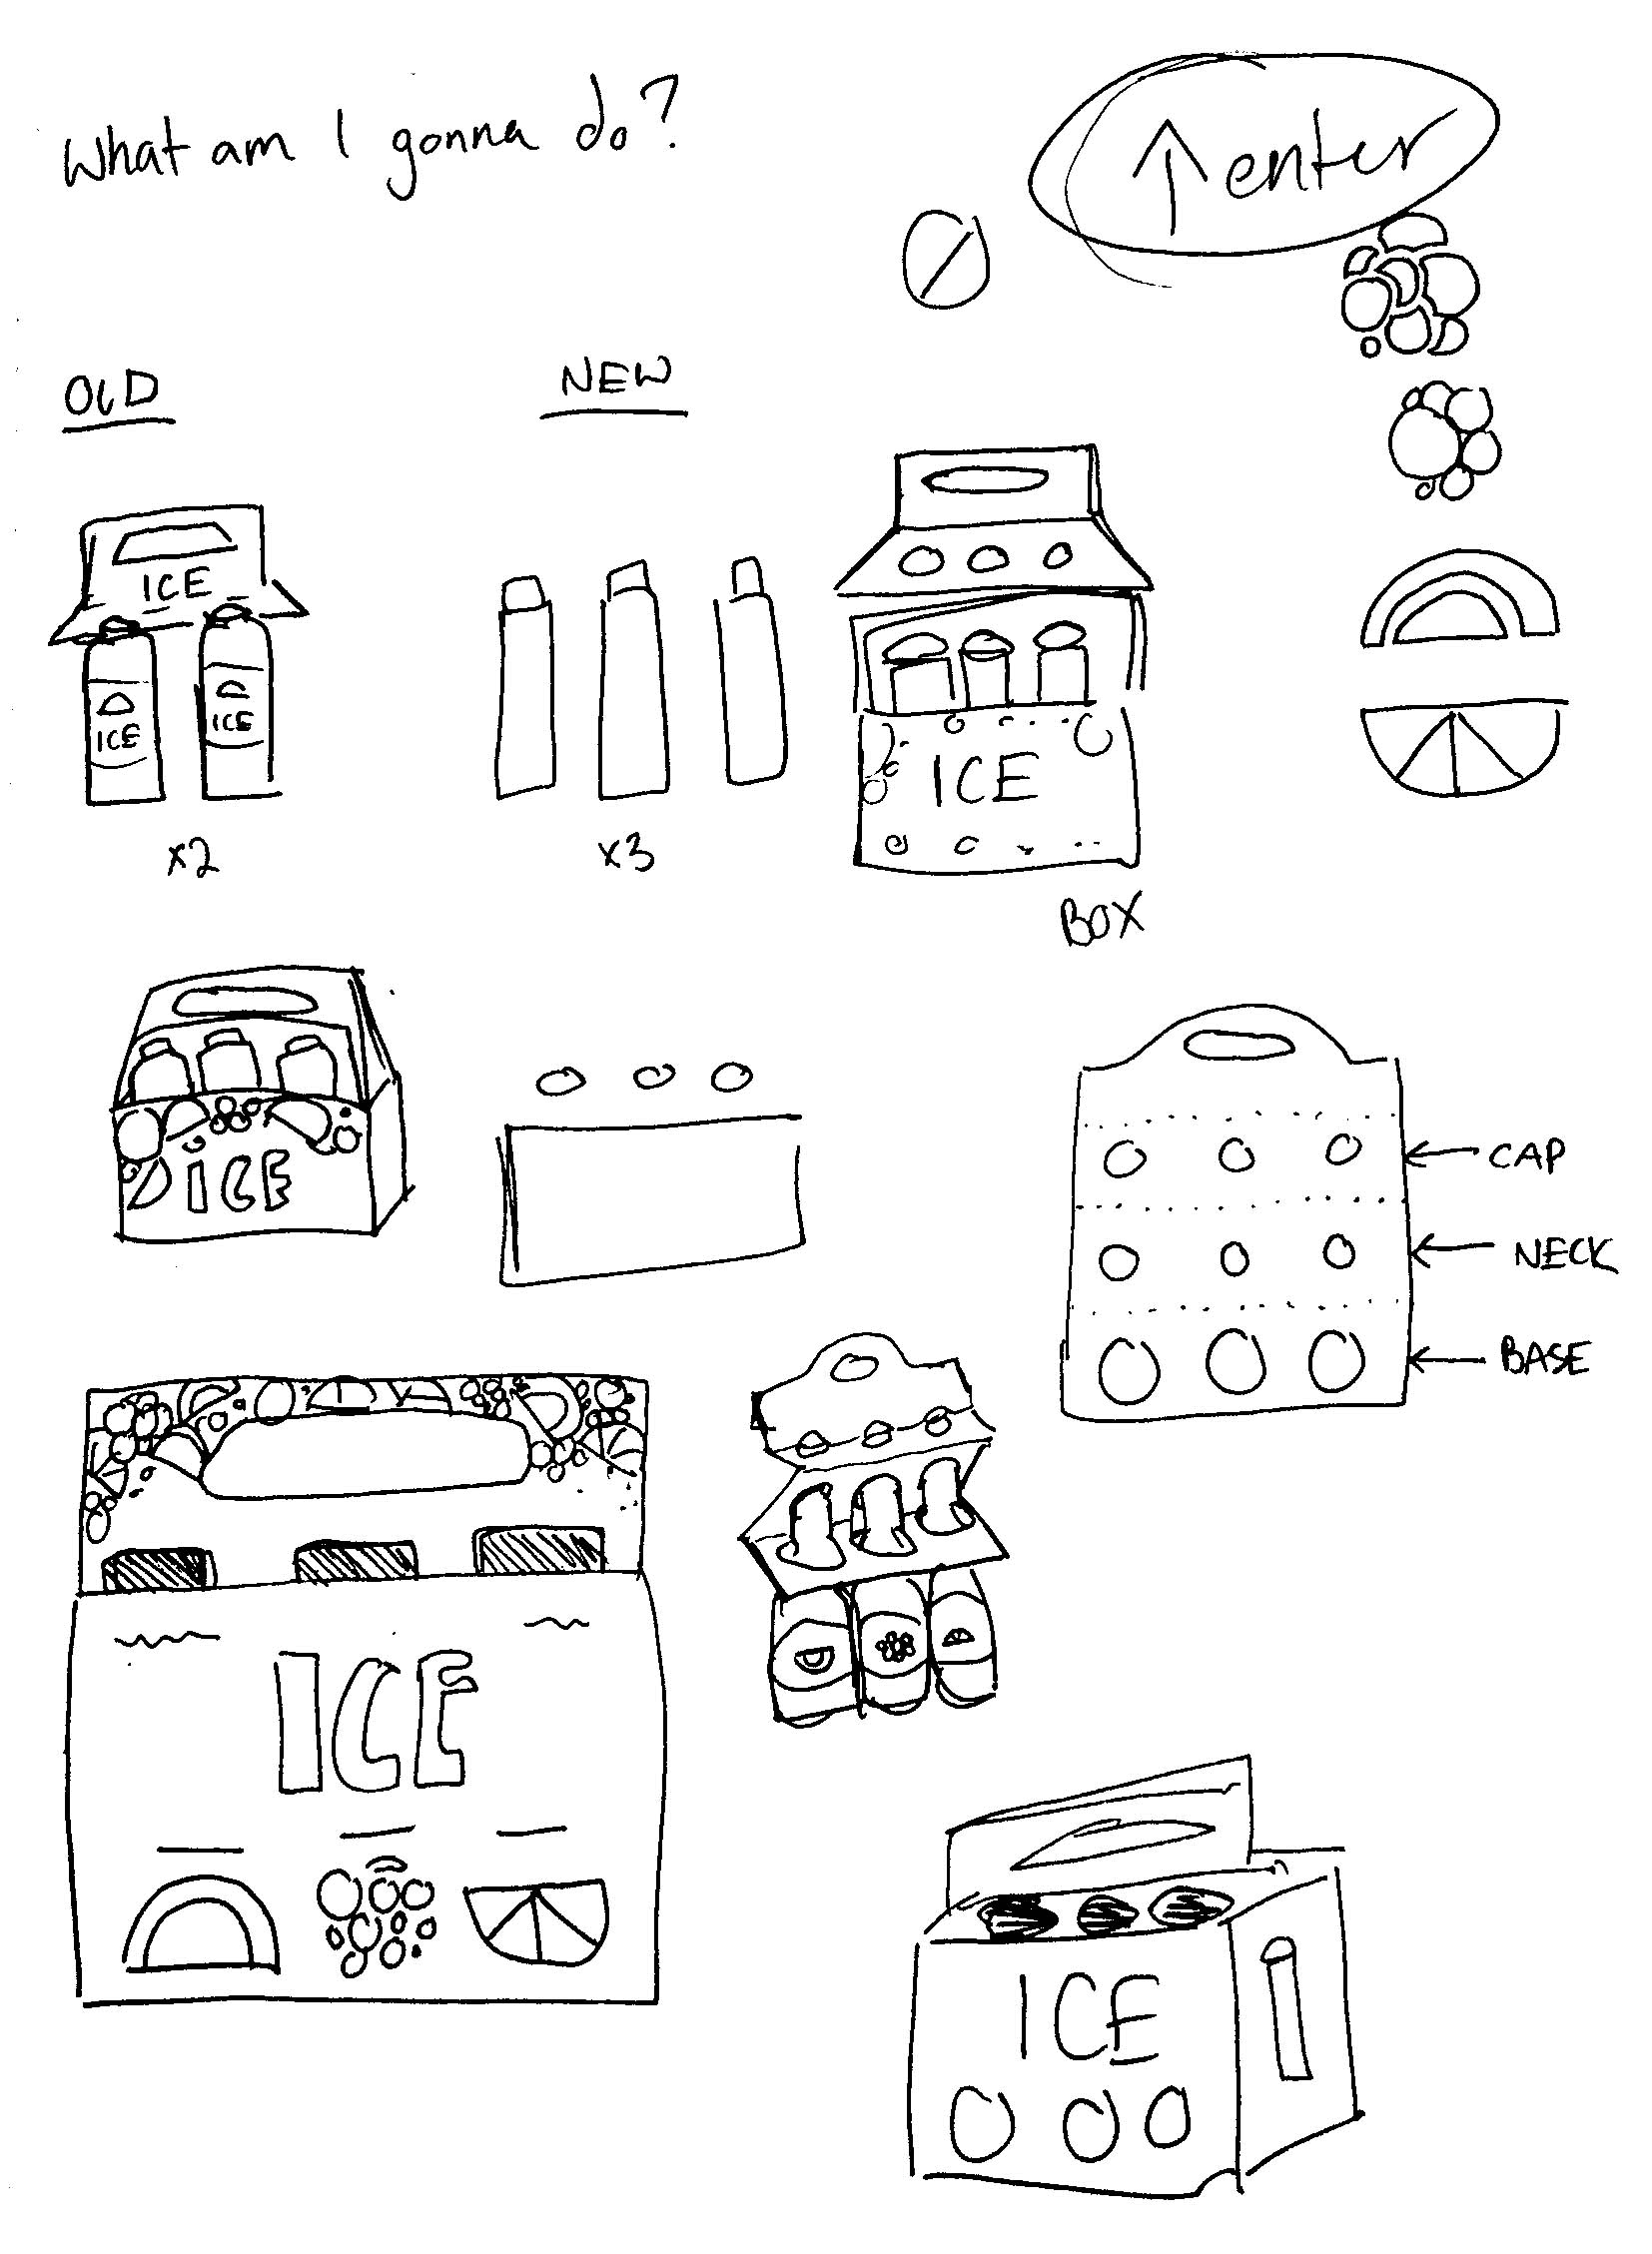 What am I gonna do?
↑ enter
OLD
NEW
ICE
ICE
ICE
x2
x3
ICE
BOX
ICE
CAP
NECK
BASE
ICE
ICE